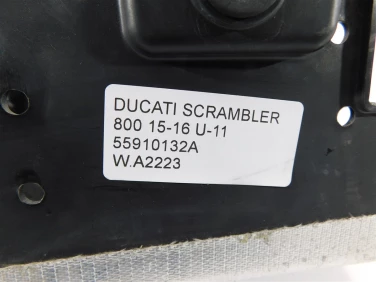 DUCATI SCRAMBLER
800 15-16 U-11
55910132A
W.A2223